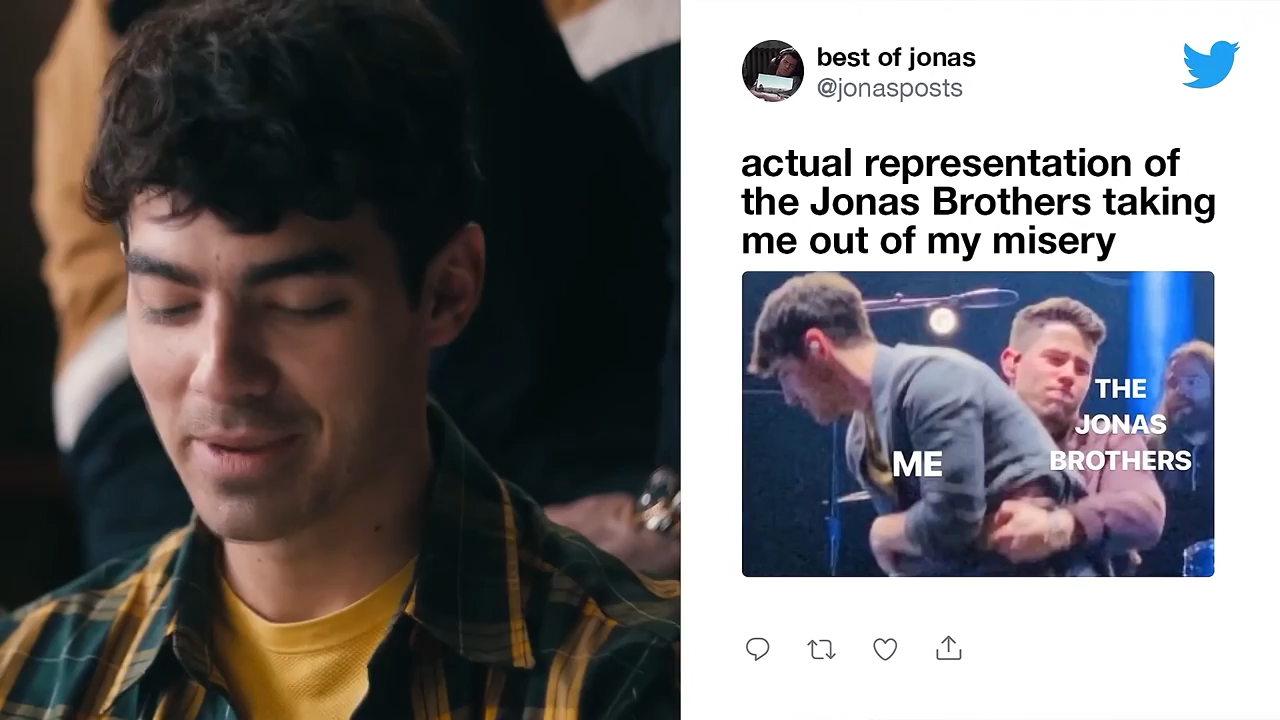 best of jonas
@jonasposts
actual representation of
the Jonas Brothers taking
me out of my misery
ME
THE
JONAS
BROTHERS